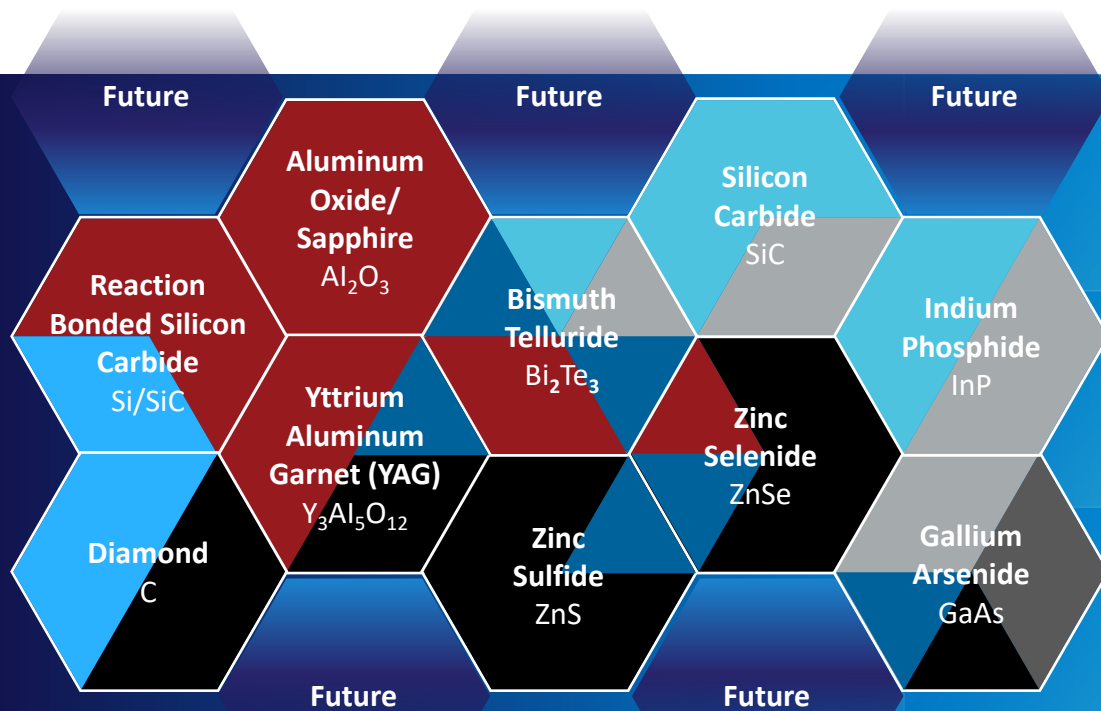 Future
Future
Future
Aluminum
Oxide/
Sapphire
Al₂O₃
Silicon
Carbide
SiC
Reaction
Bonded Silicon
Carbide
Si/SiC
Bismuth
Telluride
Bi₂Te₃
Indium
Phosphide
InP
Yttrium
Aluminum
Garnet (YAG)
Y₃Al₅O₁₂
Zinc
Selenide
ZnSe
Diamond
C
Zinc
Sulfide
ZnS
Gallium
Arsenide
GaAs
Future
Future